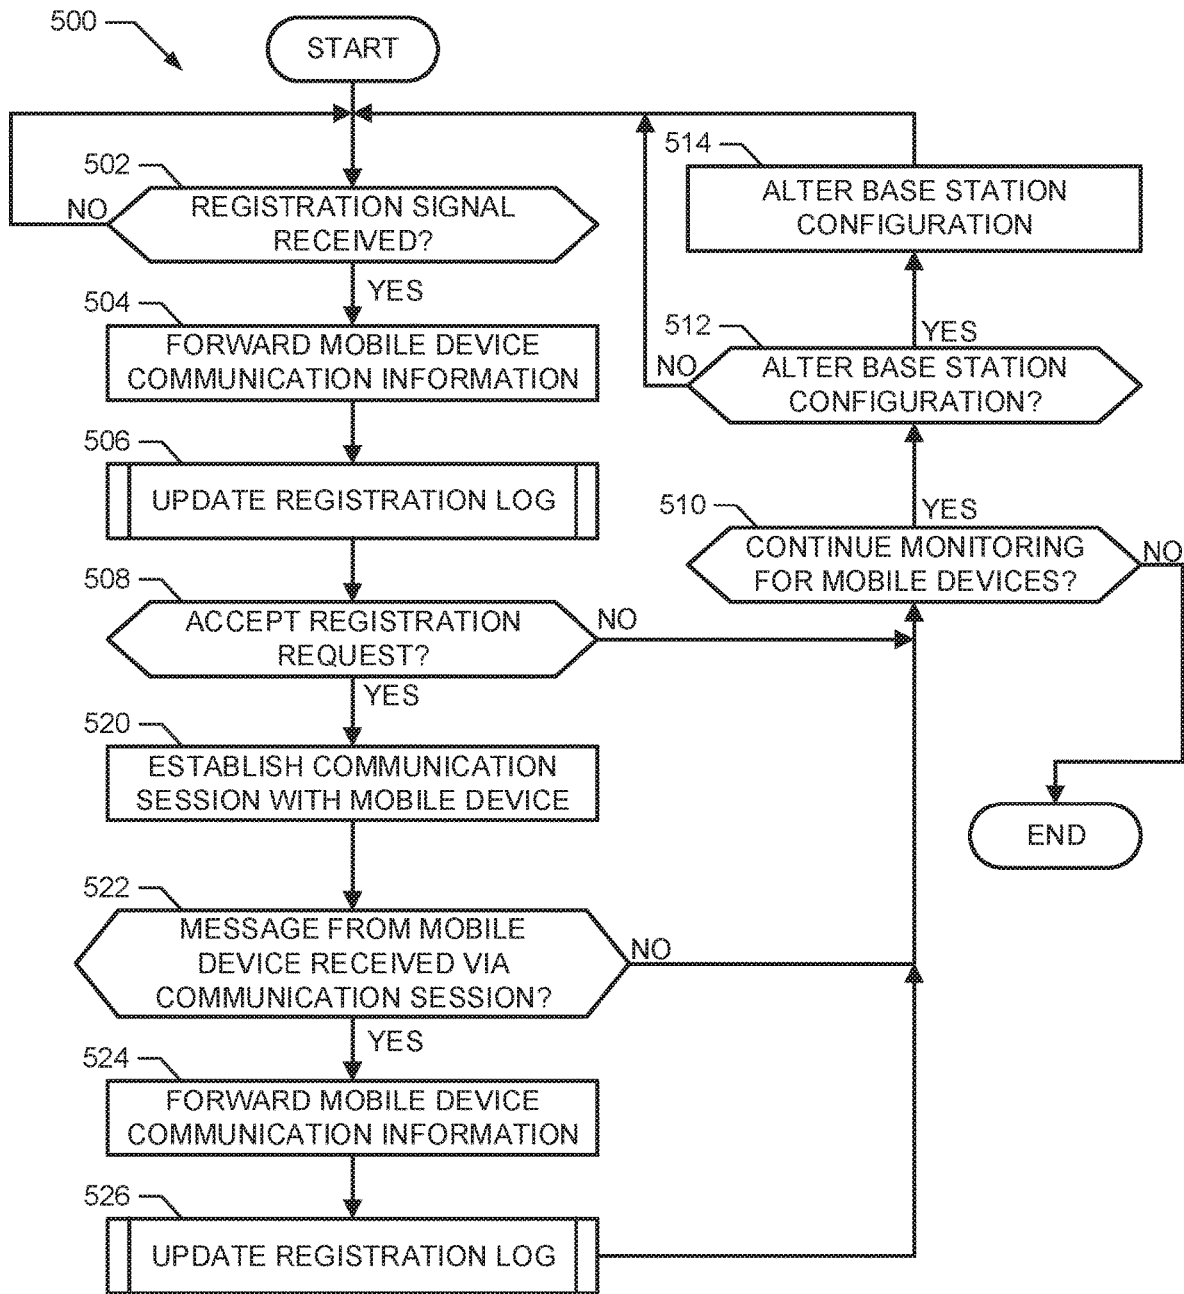 500
START
502
NO
REGISTRATION SIGNAL
RECEIVED?
YES
504
FORWARD MOBILE DEVICE
COMMUNICATION INFORMATION
506
UPDATE REGISTRATION LOG
508
ACCEPT REGISTRATION
REQUEST?
NO
YES
520
ESTABLISH COMMUNICATION
SESSION WITH MOBILE DEVICE
522
MESSAGE FROM MOBILE
DEVICE RECEIVED VIA
COMMUNICATION SESSION?
NO
YES
524
FORWARD MOBILE DEVICE
COMMUNICATION INFORMATION
526
UPDATE REGISTRATION LOG
514
ALTER BASE STATION
CONFIGURATION
512
YES
NO
ALTER BASE STATION
CONFIGURATION?
510
YES
CONTINUE MONITORING
FOR MOBILE DEVICES?
NO
END